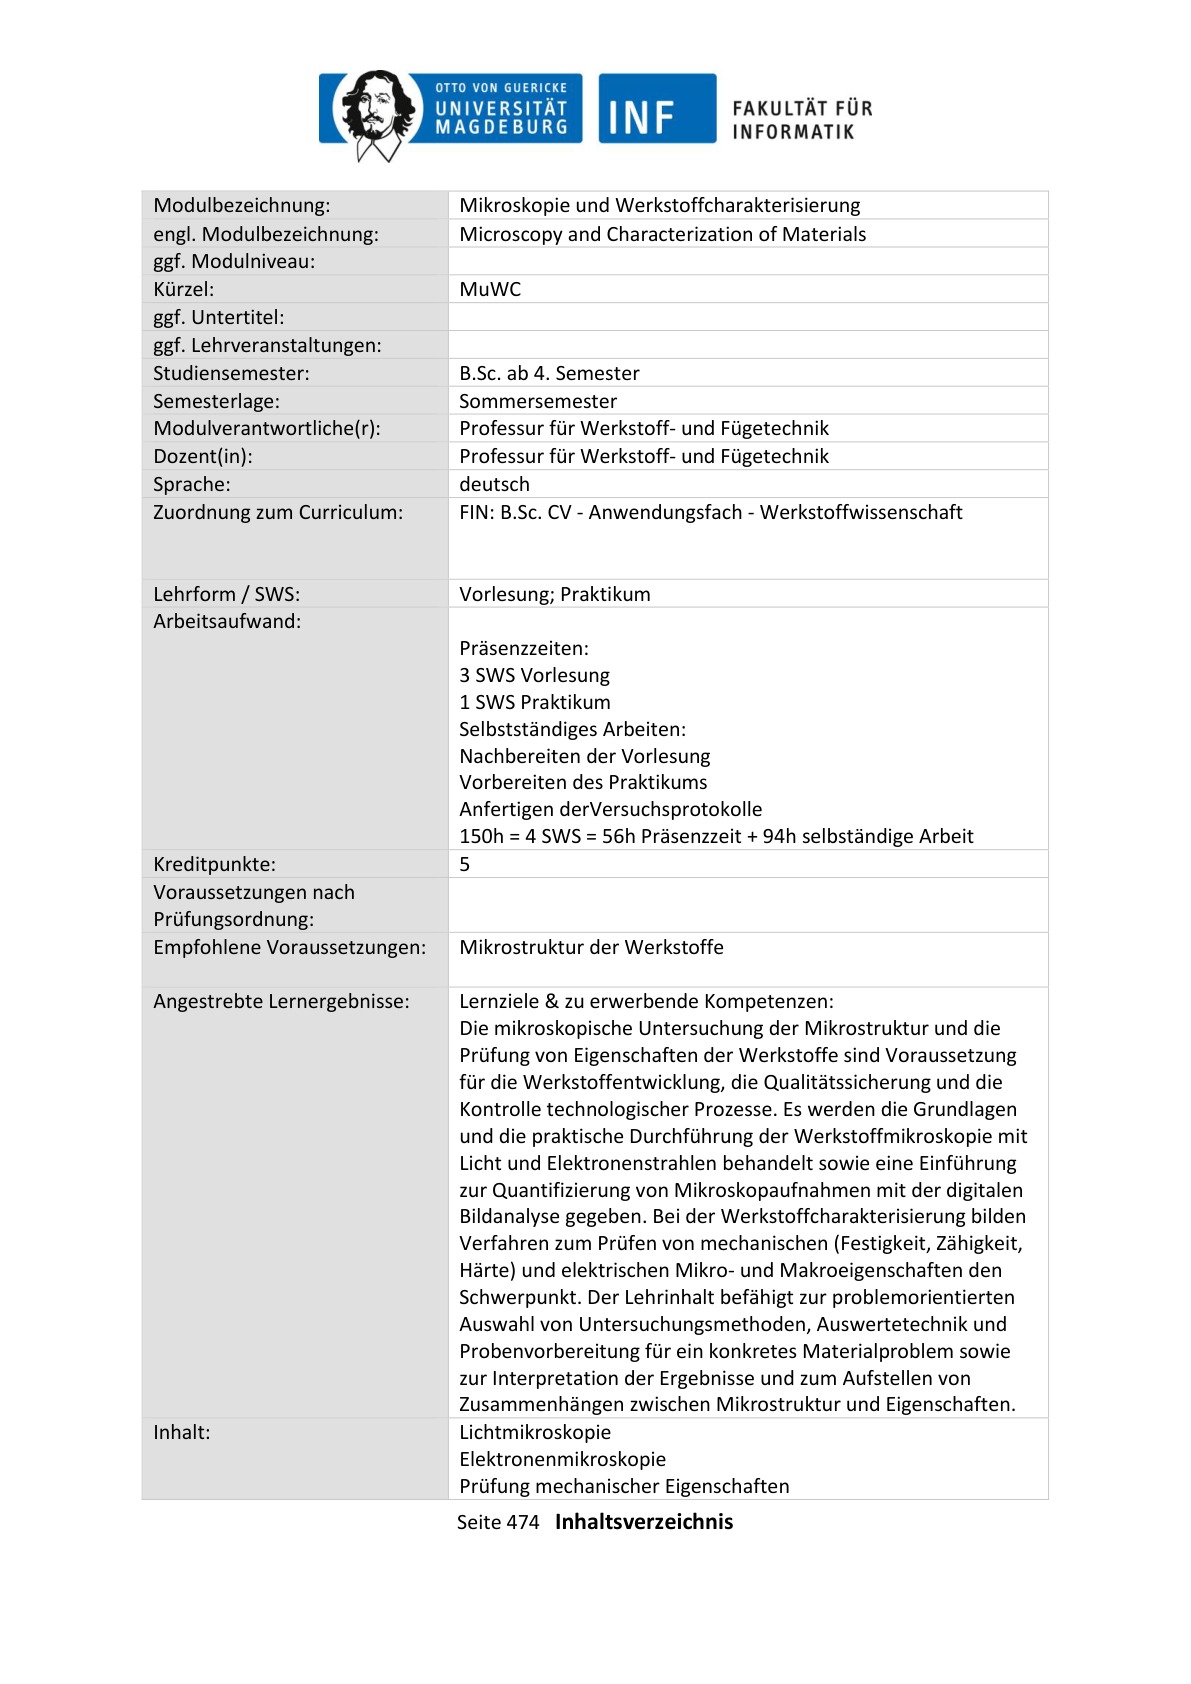 OTTO VON GUERICKE
UNIVERSITÄT
MAGDEBURG
INF
FAKULTÄT FÜR
INFORMATIK
Modulbezeichnung: Mikroskopie und Werkstoffcharakterisierung
engl. Modulbezeichnung: Microscopy and Characterization of Materials
ggf. Modulniveau:
Kürzel: MuWC
ggf. Untertitel:
ggf. Lehrveranstaltungen:
Studiensemester: B.Sc. ab 4. Semester
Semesterlage: Sommersemester
Modulverantwortliche(r): Professur für Werkstoff- und Fügetechnik
Dozent(in): Professur für Werkstoff- und Fügetechnik
Sprache: deutsch
Zuordnung zum Curriculum: FIN: B.Sc. CV - Anwendungsfach - Werkstoffwissenschaft
Lehrform / SWS: Vorlesung; Praktikum
Arbeitsaufwand:
Präsenzzeiten:
3 SWS Vorlesung
1 SWS Praktikum
Selbstständiges Arbeiten:
Nachbereiten der Vorlesung
Vorbereiten des Praktikums
Anfertigen derVersuchsprotokolle
150h = 4 SWS = 56h Präsenzzeit + 94h selbständige Arbeit
Kreditpunkte: 5
Voraussetzungen nach
Prüfungsordnung:
Empfohlene Voraussetzungen: Mikrostruktur der Werkstoffe
Angestrebte Lernergebnisse: Lernziele & zu erwerbende Kompetenzen:
Die mikroskopische Untersuchung der Mikrostruktur und die
Prüfung von Eigenschaften der Werkstoffe sind Voraussetzung
für die Werkstoffentwicklung, die Qualitätssicherung und die
Kontrolle technologischer Prozesse. Es werden die Grundlagen
und die praktische Durchführung der Werkstoffmikroskopie mit
Licht und Elektronenstrahlen behandelt sowie eine Einführung
zur Quantifizierung von Mikroskopaufnahmen mit der digitalen
Bildanalyse gegeben. Bei der Werkstoffcharakterisierung bilden
Verfahren zum Prüfen von mechanischen (Festigkeit, Zähigkeit,
Härte) und elektrischen Mikro- und Makroeigenschaften den
Schwerpunkt. Der Lehrinhalt befähigt zur problemorientierten
Auswahl von Untersuchungsmethoden, Auswertetechnik und
Probenvorbereitung für ein konkretes Materialproblem sowie
zur Interpretation der Ergebnisse und zum Aufstellen von
Zusammenhängen zwischen Mikrostruktur und Eigenschaften.
Inhalt: Lichtmikroskopie
Elektronenmikroskopie
Prüfung mechanischer Eigenschaften
Seite 474 Inhaltsverzeichnis